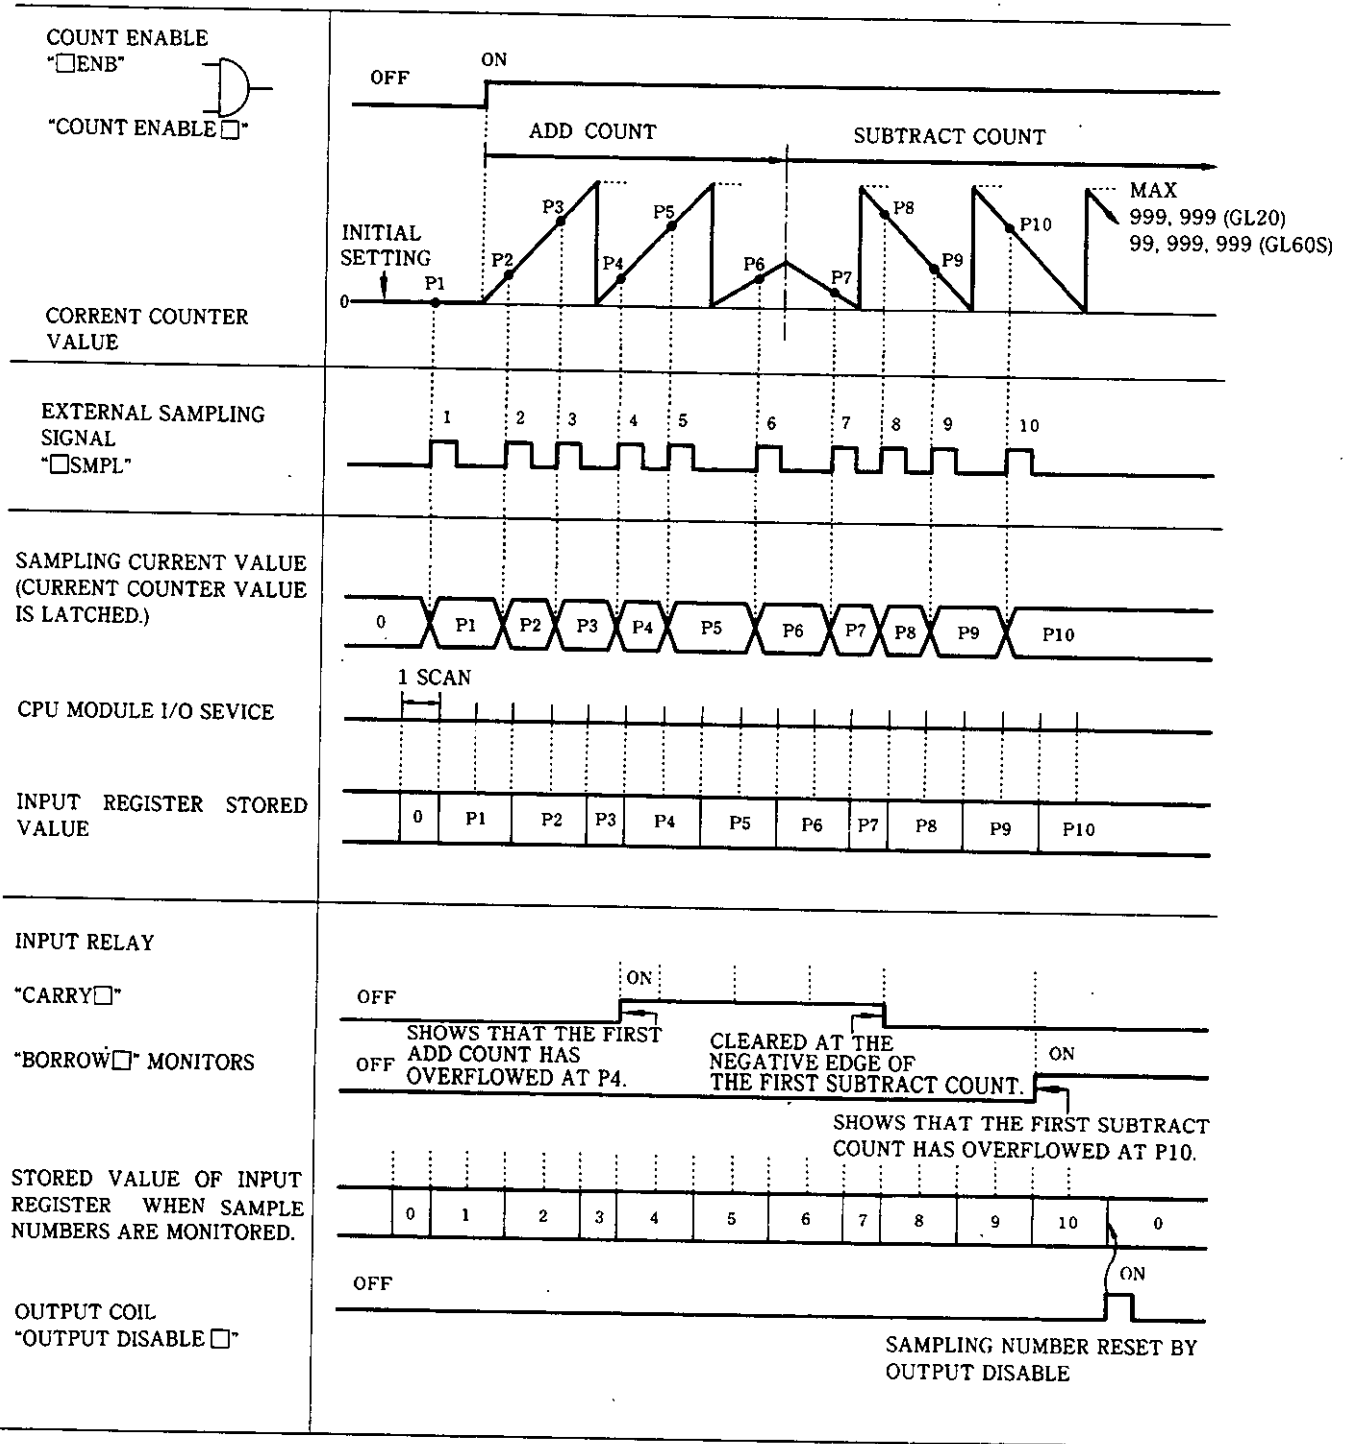 COUNT ENABLE
"□ENB"
"COUNT ENABLE □"
OFF
ON
ADD COUNT
SUBTRACT COUNT
INITIAL
SETTING
0
P1
P2
P3
P4
P5
P6
P7
P8
P9
P10
MAX
999, 999 (GL20)
99, 999, 999 (GL60S)
CORRENT COUNTER
VALUE
EXTERNAL SAMPLING
SIGNAL
"□SMPL"
1 2 3 4 5 6 7 8 9 10
SAMPLING CURRENT VALUE
(CURRENT COUNTER VALUE
IS LATCHED.)
0 P1 P2 P3 P4 P5 P6 P7 P8 P9 P10
1 SCAN
CPU MODULE I/O SEVICE
INPUT REGISTER STORED
VALUE
0 P1 P2 P3 P4 P5 P6 P7 P8 P9 P10
INPUT RELAY
"CARRY□"
OFF
ON
SHOWS THAT THE FIRST
ADD COUNT HAS
OVERFLOWED AT P4.
CLEARED AT THE
NEGATIVE EDGE OF
THE FIRST SUBTRACT COUNT.
"BORROW□" MONITORS
OFF
ON
SHOWS THAT THE FIRST SUBTRACT
COUNT HAS OVERFLOWED AT P10.
STORED VALUE OF INPUT
REGISTER WHEN SAMPLE
NUMBERS ARE MONITORED.
0 1 2 3 4 5 6 7 8 9 10 0
OUTPUT COIL
"OUTPUT DISABLE □"
OFF
ON
SAMPLING NUMBER RESET BY
OUTPUT DISABLE